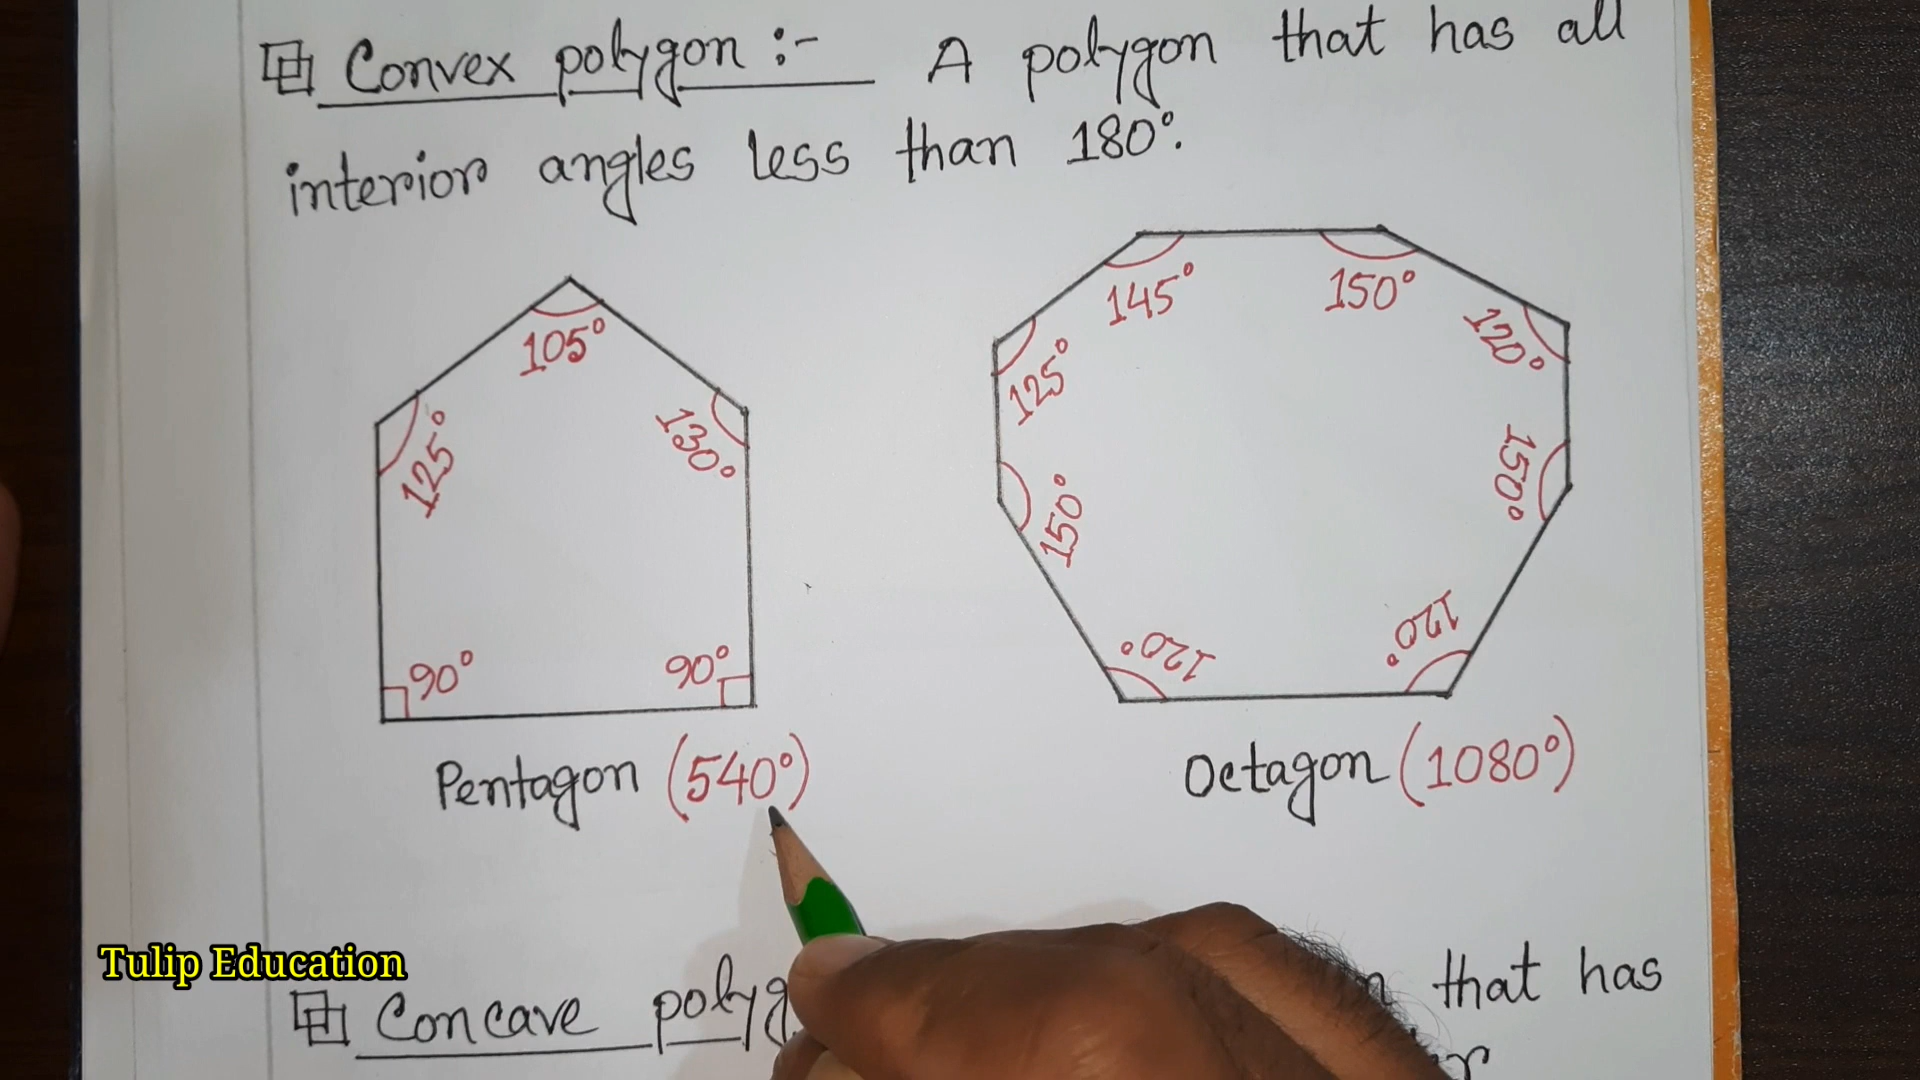 Convex polygon :- A polygon that has all
interior angles less than 180°.
105°
125°
130°
90°
90°
Pentagon (540°)
145°
150°
125°
120°
150°
150°
120°
120°
Octagon (1080°)
Tulip Education
Concave that has